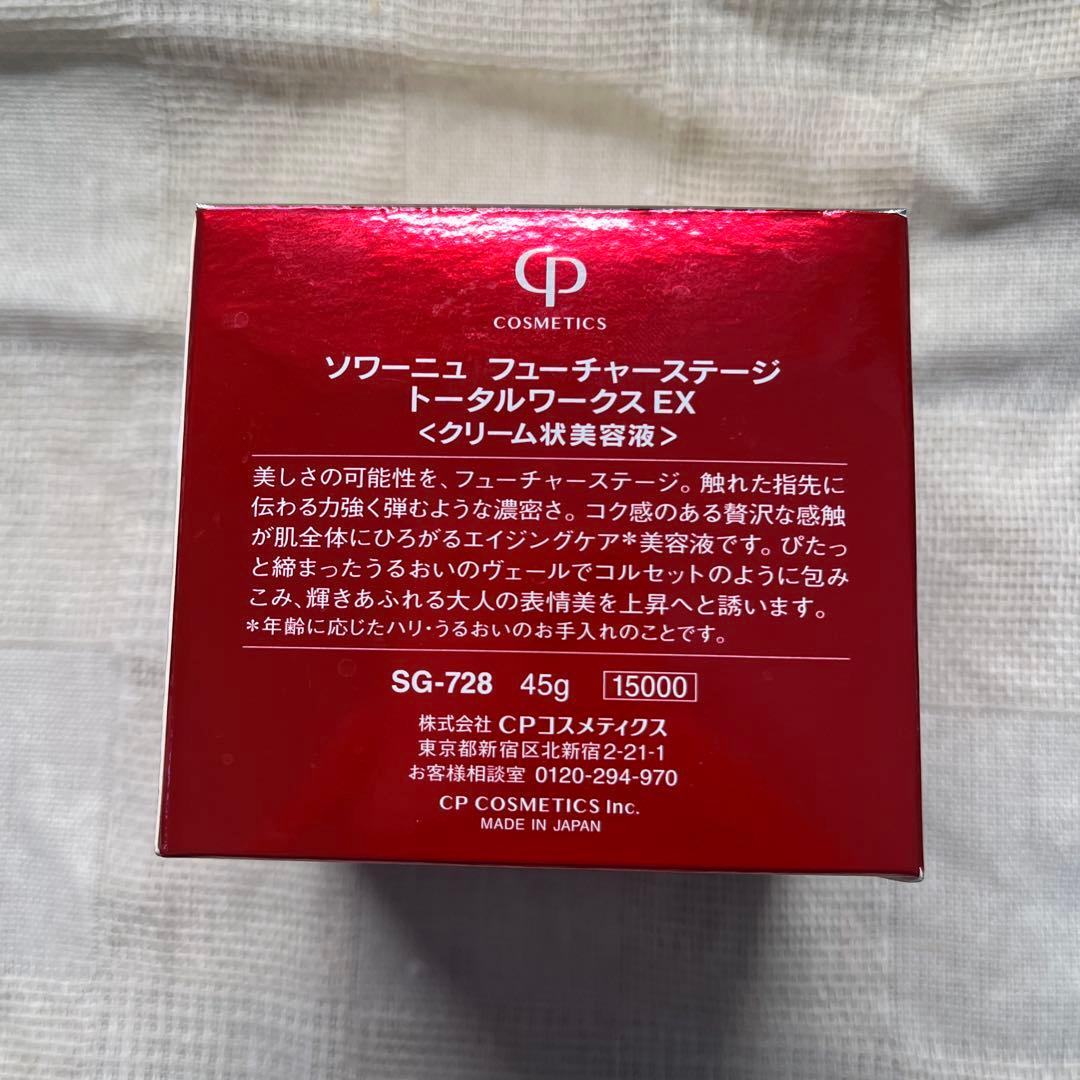 CP
COSMETICS
ソワーニュ フューチャーステージ
トータルワークスEX
<クリーム状美容液>
美しさの可能性を、フューチャーステージ。触れた指先に
伝わる力強く弾むような濃密さ。コク感のある贅沢な感触
が肌全体にひろがるエイジングケア*美容液です。ぴたっ
と締まったうるおいのヴェールでコルセットのように包み
こみ、輝きあふれる大人の表情美を上昇へと誘います。
*年齢に応じたハリ・うるおいのお手入れのことです。
SG-728 45g 15000
株式会社 CPコスメティクス
東京都新宿区北新宿2-21-1
お客様相談室 0120-294-970
CP COSMETICS Inc.
MADE IN JAPAN